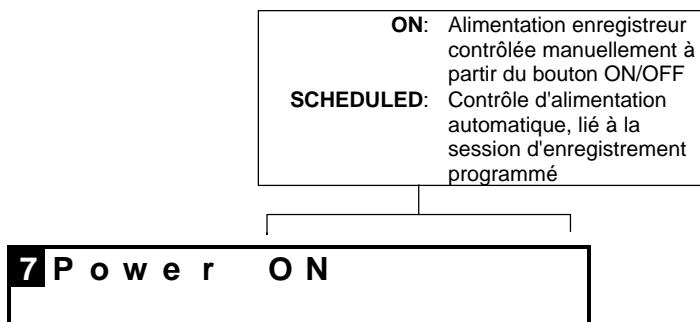 ON: Alimentation enregistreur
contrôlée manuellement à
partir du bouton ON/OFF
SCHEDULED: Contrôle d'alimentation
automatique, lié à la
session d'enregistrement
programmé
7 Power ON